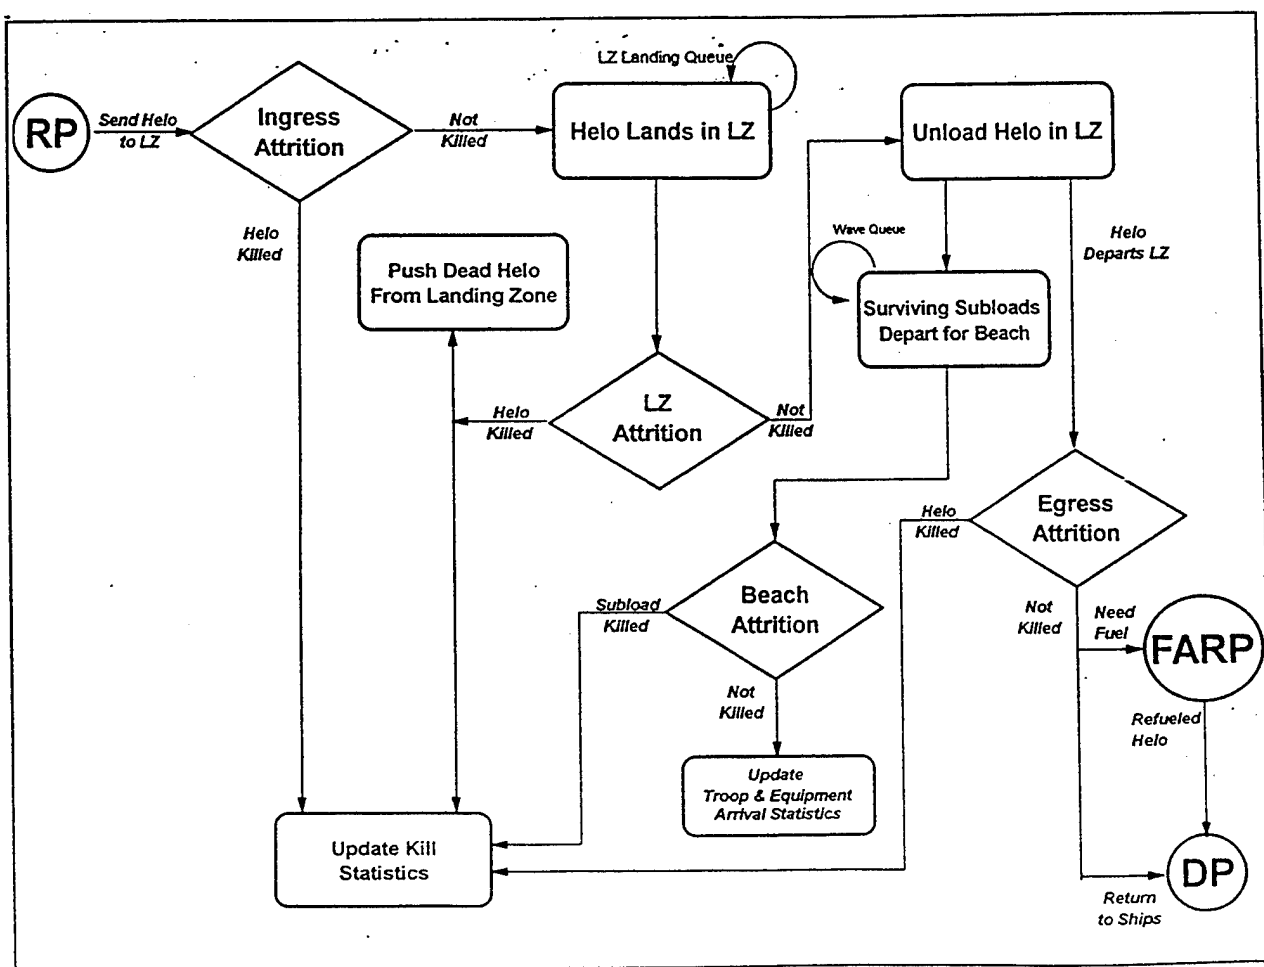 LZ Landing Queue
RP
Send Helo
to LZ
Ingress
Attrition
Not
Killed
Helo Lands in LZ
Unload Helo in LZ
Helo
Killed
Push Dead Helo
From Landing Zone
Wave Queue
Helo
Departs LZ
Surviving Subloads
Depart for Beach
LZ
Attrition
Helo
Killed
Not
Killed
Egress
Attrition
Helo
Killed
Beach
Attrition
Subload
Killed
Not
Killed
Need
Fuel
FARP
Not
Killed
Refueled
Helo
Update
Troop & Equipment
Arrival Statistics
Update Kill
Statistics
DP
Return
to Ships